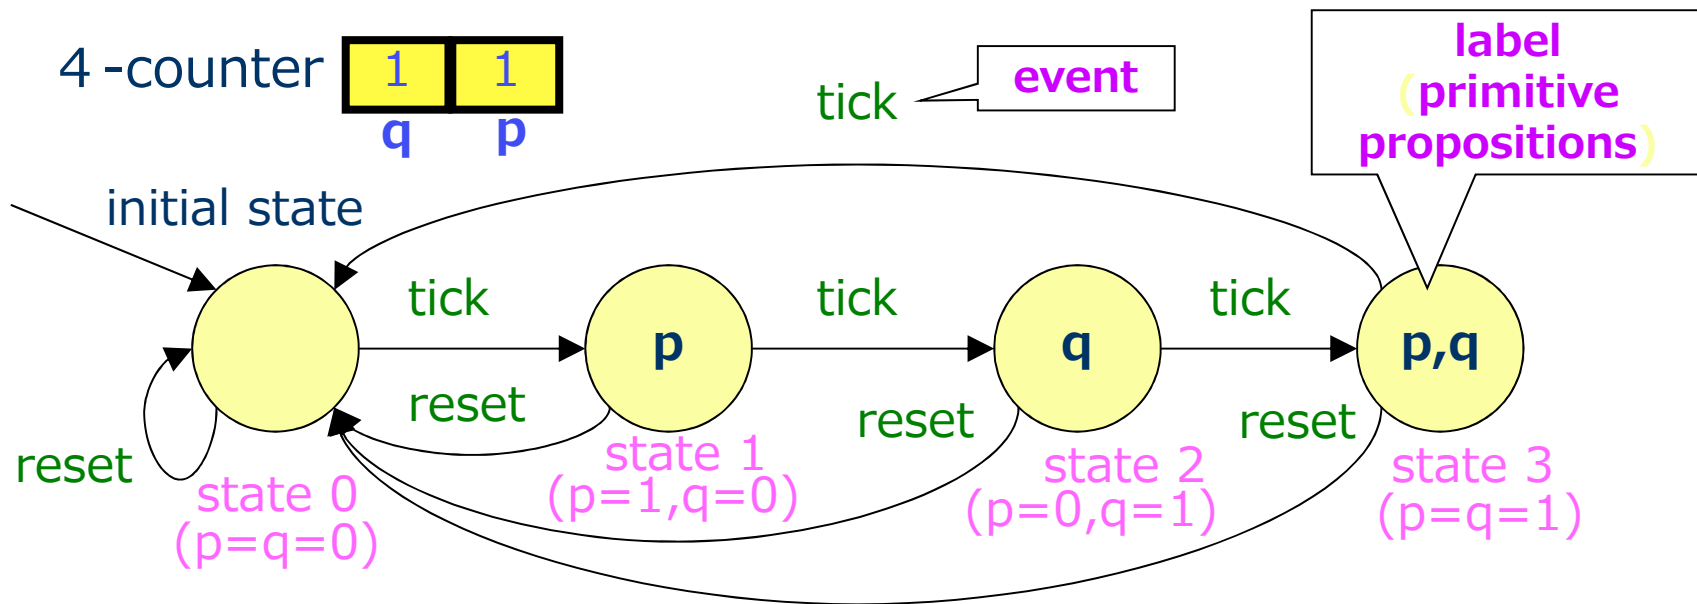 4-counter
1 1
q p
tick
event
label
(primitive
propositions)
initial state
tick
tick
tick
p
q
p,q
reset
reset
reset
reset
state 0
(p=q=0)
state 1
(p=1,q=0)
state 2
(p=0,q=1)
state 3
(p=q=1)